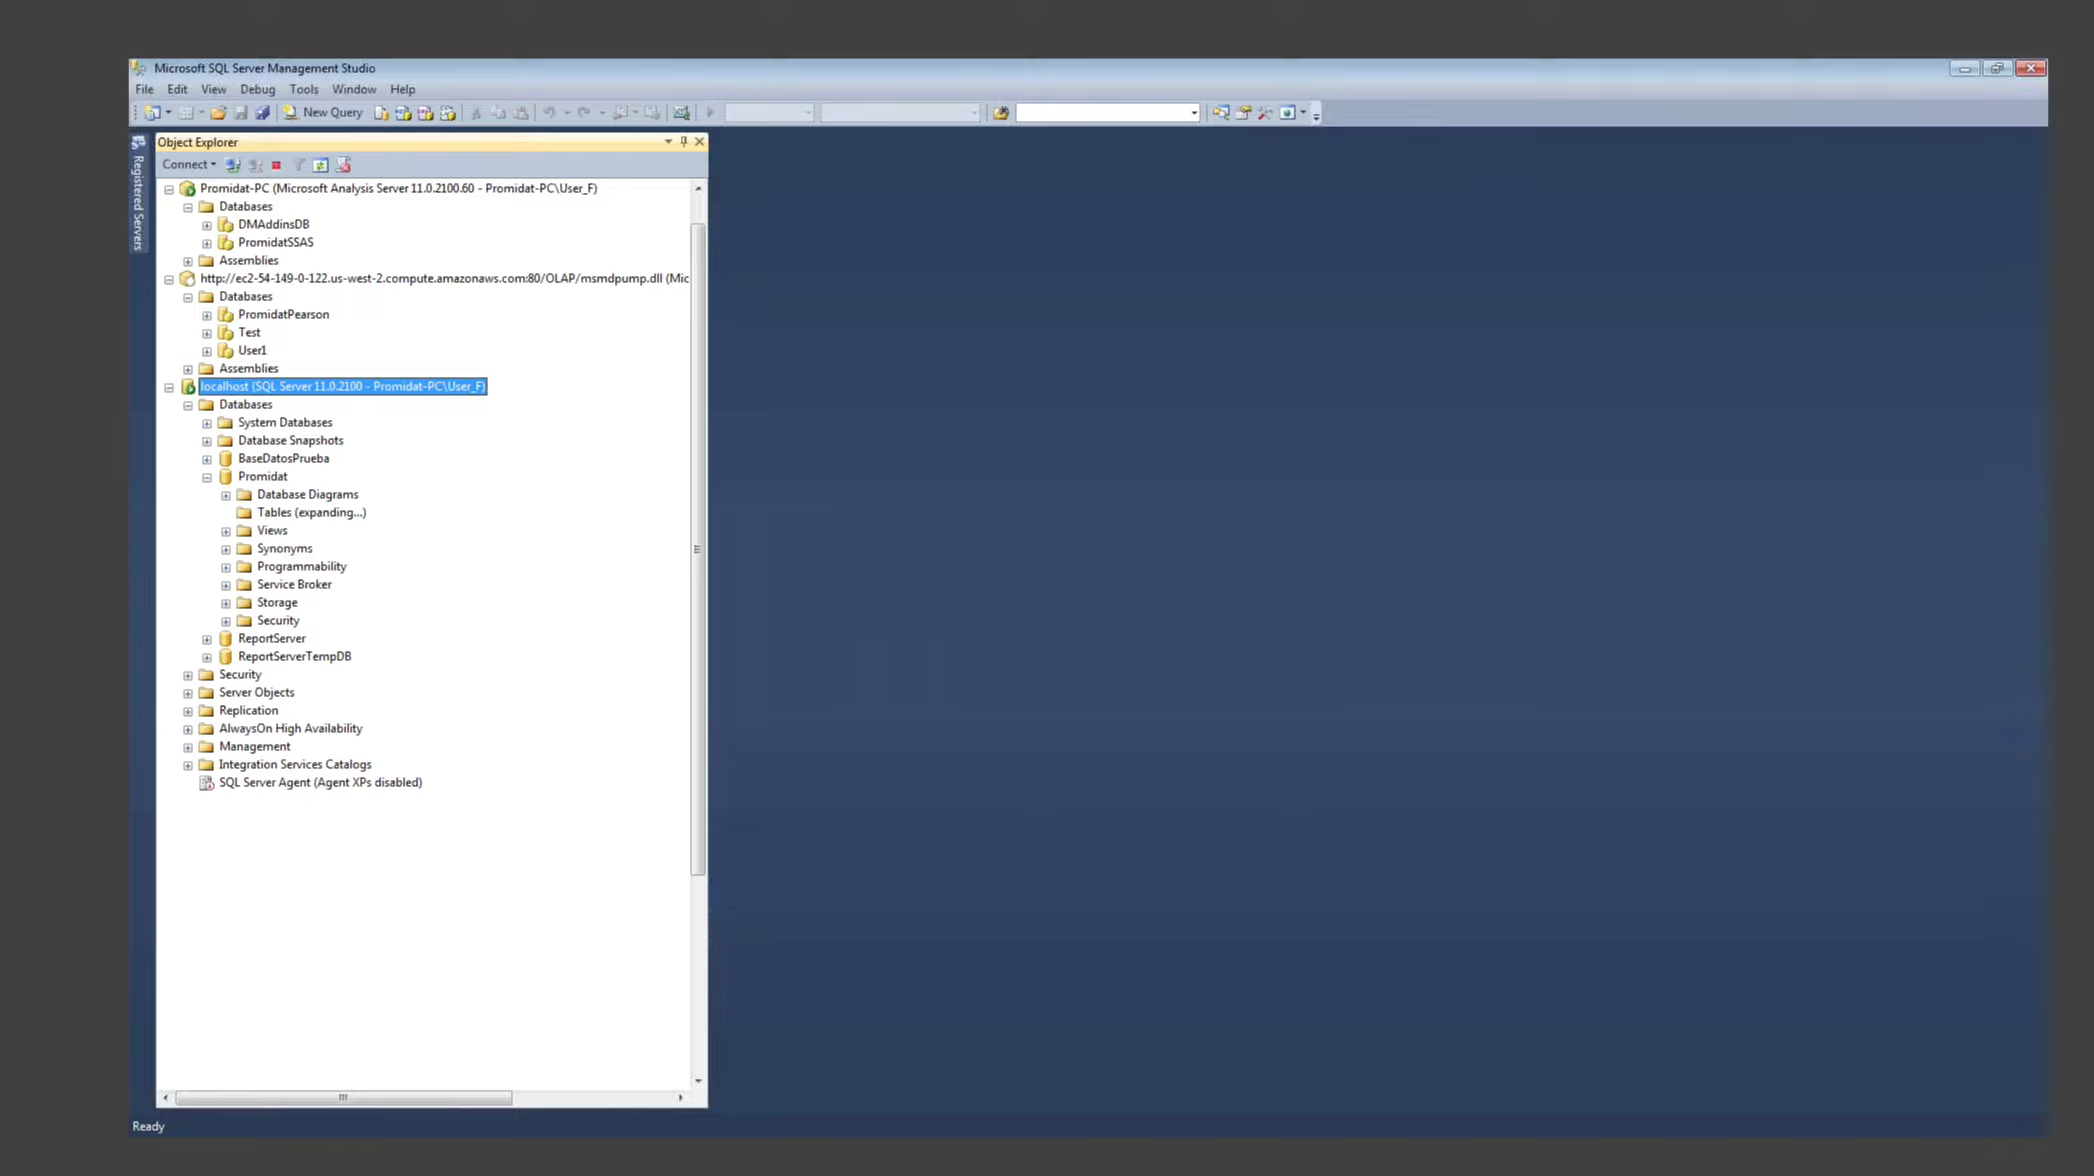 Microsoft SQL Server Management Studio
File Edit View Debug Tools Window Help
New Query
Registered Servers
Object Explorer
Connect
Promidat-PC (Microsoft Analysis Server 11.0.2100.60 - Promidat-PC\User_F)
Databases
DMAddinsDB
PromidatSSAS
Assemblies
http://ec2-54-149-0-122.us-west-2.compute.amazonaws.com:80/OLAP/msmdpump.dll (Mic
Databases
PromidatPearson
Test
User1
Assemblies
localhost (SQL Server 11.0.2100 - Promidat-PC\User_F)
Databases
System Databases
Database Snapshots
BaseDatosPrueba
Promidat
Database Diagrams
Tables (expanding...)
Views
Synonyms
Programmability
Service Broker
Storage
Security
ReportServer
ReportServerTempDB
Security
Server Objects
Replication
AlwaysOn High Availability
Management
Integration Services Catalogs
SQL Server Agent (Agent XPs disabled)
Ready